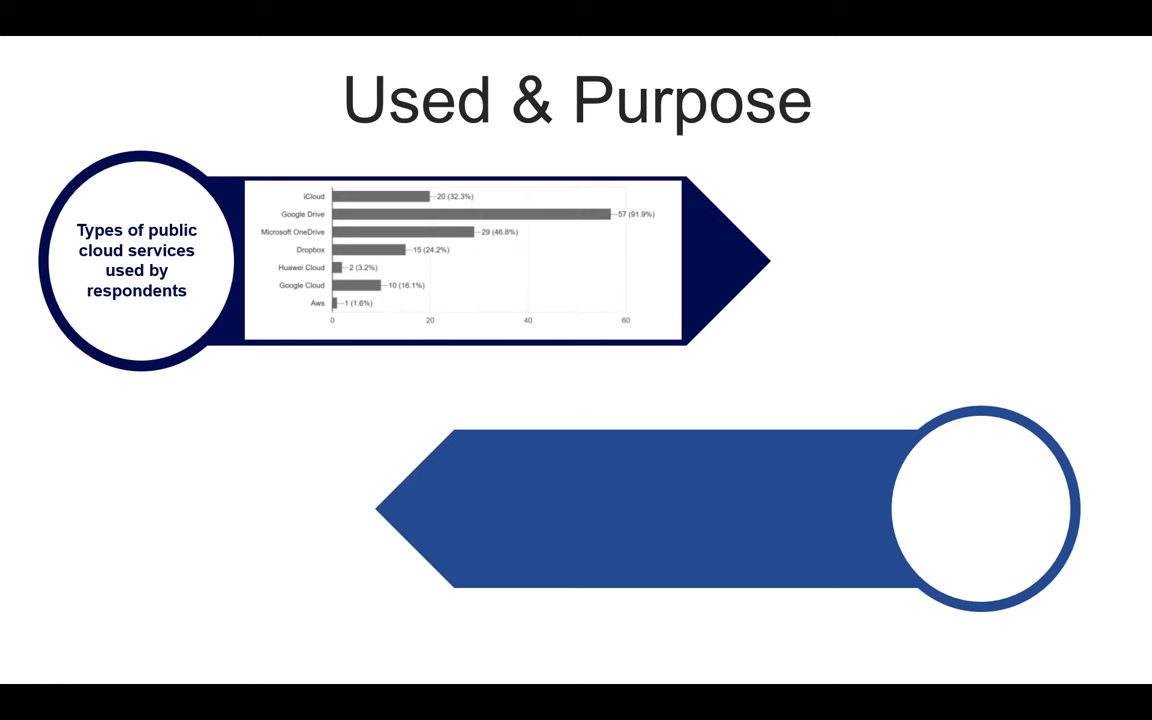 Used & Purpose
Types of public
cloud services
used by
respondents
iCloud 20 (32.3%)
Google Drive 57 (91.9%)
Microsoft OneDrive 29 (46.8%)
Dropbox 15 (24.2%)
Huawei Cloud 2 (3.2%)
Google Cloud 10 (16.1%)
Aws 1 (1.6%)
0 20 40 60